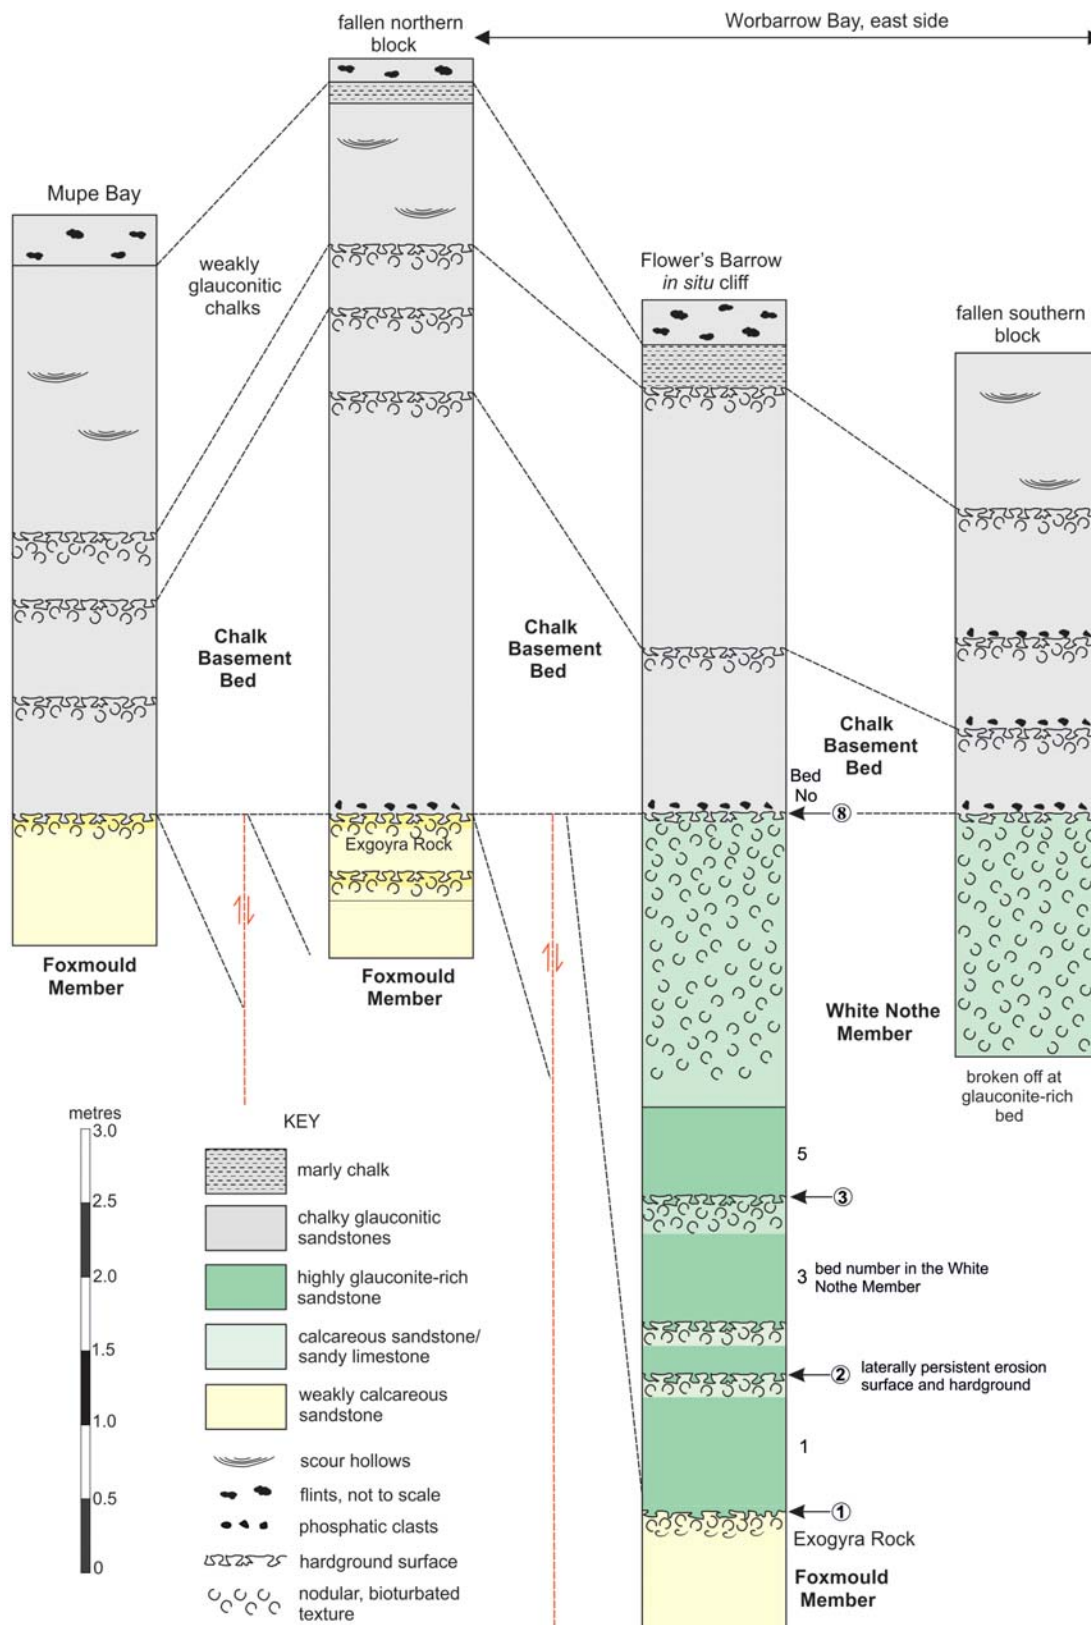 fallen northern
block
Worbarrow Bay, east side
Mupe Bay
weakly
glauconitic
chalks
Flower's Barrow
in situ cliff
fallen southern
block
Chalk
Basement
Bed
Chalk
Basement
Bed
Chalk
Basement
Bed
Bed
No
8
Exgoyra Rock
Foxmould
Member
Foxmould
Member
White Nothe
Member
broken off at
glauconite-rich
bed
5
3
3 bed number in the White
Nothe Member
2 laterally persistent erosion
surface and hardground
1
1
Exogyra Rock
Foxmould
Member
metres
3.0
2.5
2.0
1.5
1.0
0.5
0
KEY
marly chalk
chalky glauconitic
sandstones
highly glauconite-rich
sandstone
calcareous sandstone/
sandy limestone
weakly calcareous
sandstone
scour hollows
flints, not to scale
phosphatic clasts
hardground surface
nodular, bioturbated
texture